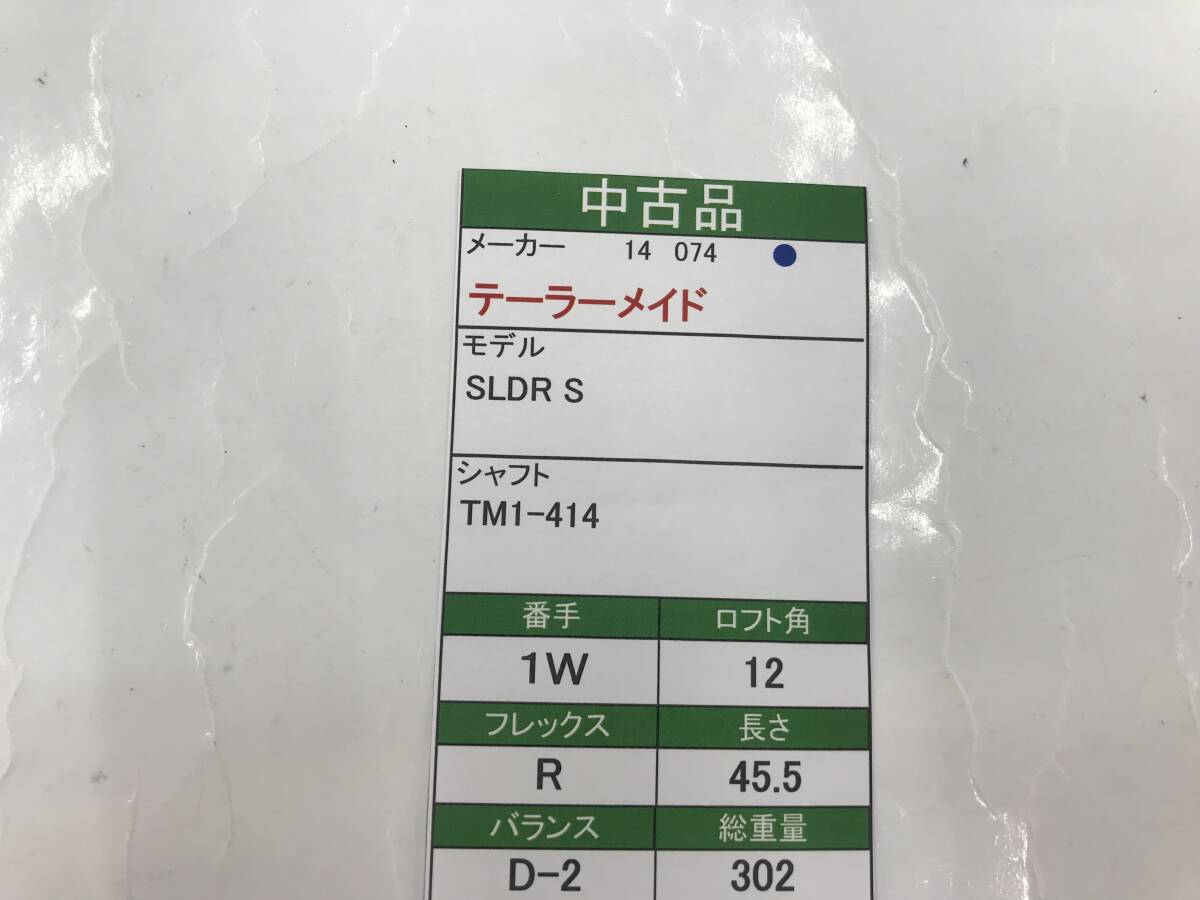 中古品
メーカー 14 074
テーラーメイド
モデル
SLDR S
シャフト
TM1-414
番手 ロフト角
1W 12
フレックス 長さ
R 45.5
バランス 総重量
D-2 302